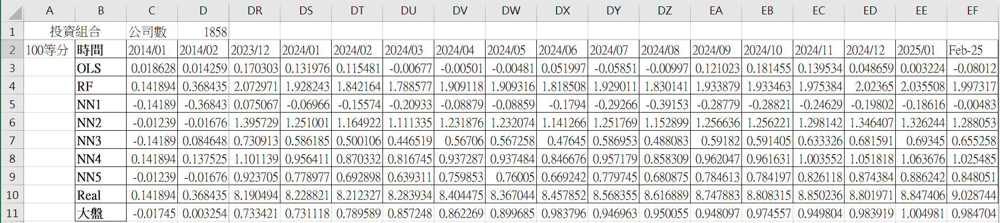 A B C D DR DS DT DU DV DW DX DY DZ EA EB EC ED EE EF
1 投資組合 公司數 1858
2 100等分 時間 2014/01 2014/02 2023/12 2024/01 2024/02 2024/03 2024/04 2024/05 2024/06 2024/07 2024/08 2024/09 2024/10 2024/11 2024/12 2025/01 Feb-25
3 OLS 0.018628 0.014259 0.170303 0.131976 0.115481 -0.00677 -0.00501 -0.00481 0.051997 -0.05851 -0.00997 0.121023 0.181455 0.139534 0.048659 0.003224 -0.08012
4 RF 0.141894 0.368435 2.072971 1.928243 1.842164 1.788577 1.909118 1.909316 1.818508 1.929011 1.830141 1.933879 1.933463 1.975384 2.02365 2.035508 1.997317
5 NN1 -0.14189 -0.36843 0.075067 -0.06966 -0.15574 -0.20933 -0.08879 -0.08859 -0.1794 -0.29266 -0.39153 -0.28779 -0.28821 -0.24629 -0.19802 -0.18616 -0.00483
6 NN2 -0.01239 -0.01676 1.395729 1.251001 1.164922 1.111335 1.231876 1.232074 1.141266 1.251769 1.152899 1.256636 1.256221 1.298142 1.346407 1.326244 1.288053
7 NN3 -0.14189 0.084648 0.730913 0.586185 0.500106 0.446519 0.56706 0.567258 0.47645 0.586953 0.488083 0.59182 0.591405 0.633326 0.681591 0.69345 0.655258
8 NN4 0.141894 0.137525 1.101139 0.956411 0.870332 0.816745 0.937287 0.937484 0.846676 0.957179 0.858309 0.962047 0.961631 1.003552 1.051818 1.063676 1.025485
9 NN5 -0.01239 -0.01676 0.923705 0.778977 0.692898 0.639311 0.759853 0.76005 0.669242 0.779745 0.680875 0.784613 0.784197 0.826118 0.874384 0.886242 0.848051
10 Real 0.141894 0.368435 8.190494 8.228821 8.212327 8.283934 8.404475 8.367044 8.457852 8.568355 8.616889 8.747883 8.808315 8.850236 8.801971 8.847406 9.028744
11 大盤 -0.01745 0.003254 0.733421 0.731118 0.789589 0.857248 0.862269 0.899685 0.983796 0.946963 0.950055 0.948097 0.974557 0.949804 0.983919 1.004981 0.984704